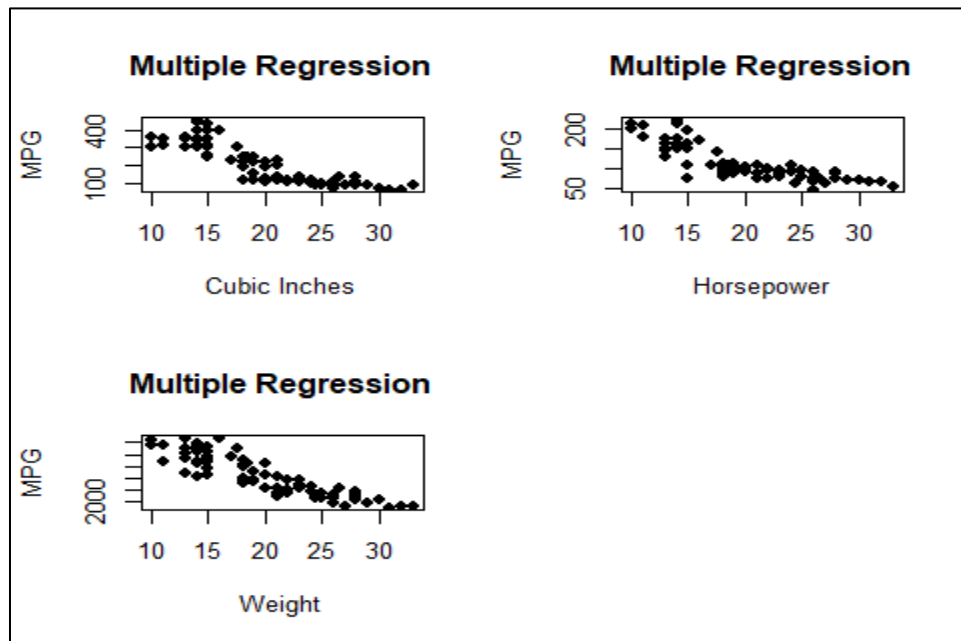 Multiple Regression
MPG
400
100
10 15 20 25 30
Cubic Inches
Multiple Regression
MPG
200
50
10 15 20 25 30
Horsepower
Multiple Regression
MPG
2000
10 15 20 25 30
Weight